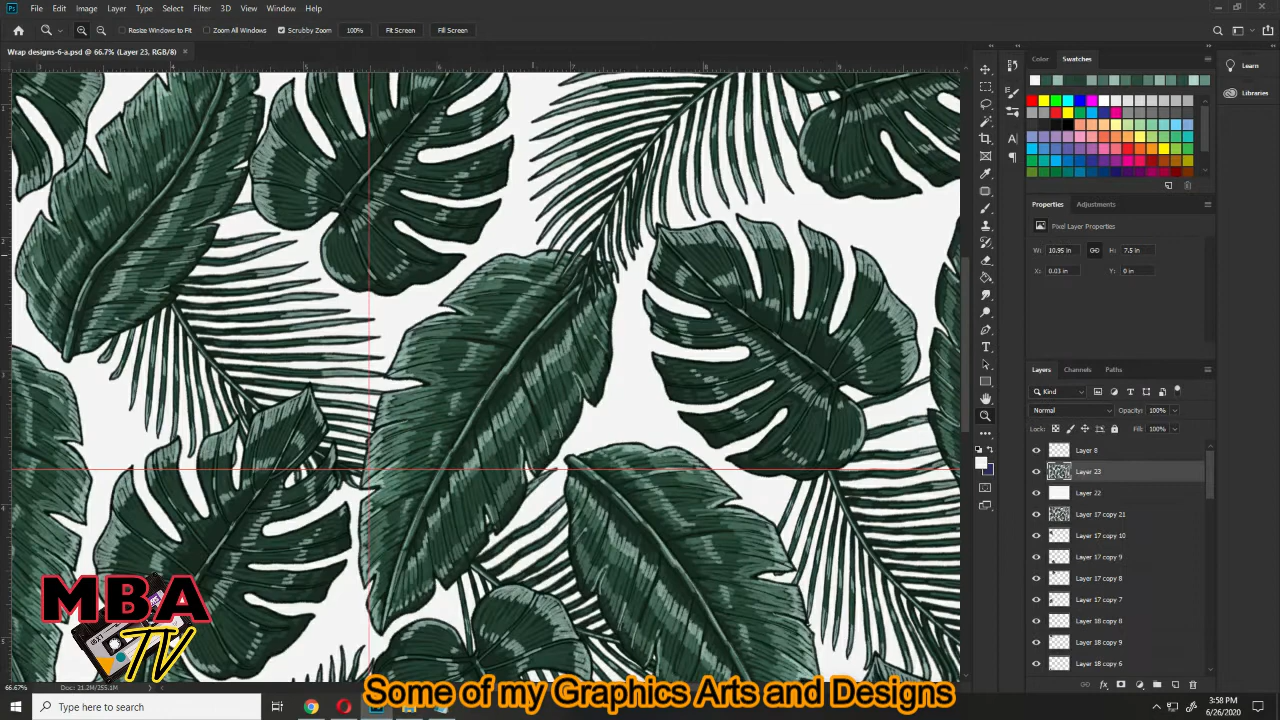 Ps File Edit Image Layer Type Select Filter 3D View Window Help
Resize Windows to Fit Zoom All Windows Scrubby Zoom 100% Fit Screen Fill Screen
Wrap designs-6-a.psd @ 66.7% (Layer 23, RGB/8)
Color Swatches
Learn
Libraries
Properties Adjustments
Pixel Layer Properties
W: 10.95 in H: 7.5 in
X: 0.03 in Y: 0 in
Layers Channels Paths
Kind
Normal Opacity: 100%
Lock: Fill: 100%
Layer 8
Layer 23
Layer 22
Layer 17 copy 21
Layer 17 copy 10
Layer 17 copy 9
Layer 17 copy 8
Layer 17 copy 7
Layer 18 copy 8
Layer 18 copy 9
Layer 18 copy 6
MBA
TV
66.67% Doc: 21.2M/255.1M
Some of my Graphics Arts and Designs
Type here to search
3:58 PM
6/26/2020